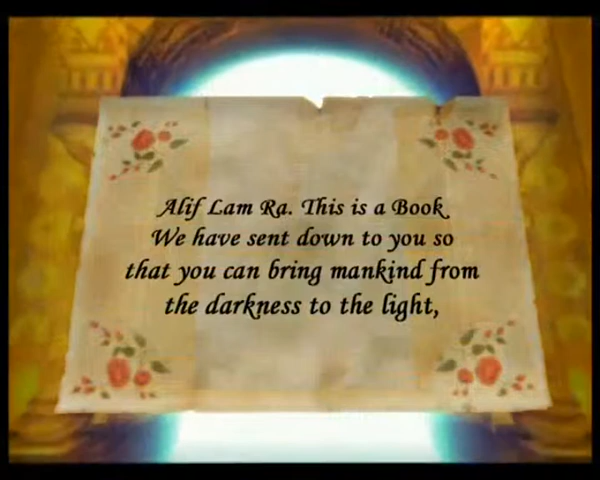 Alif Lam Ra. This is a Book
We have sent down to you so
that you can bring mankind from
the darkness to the light,